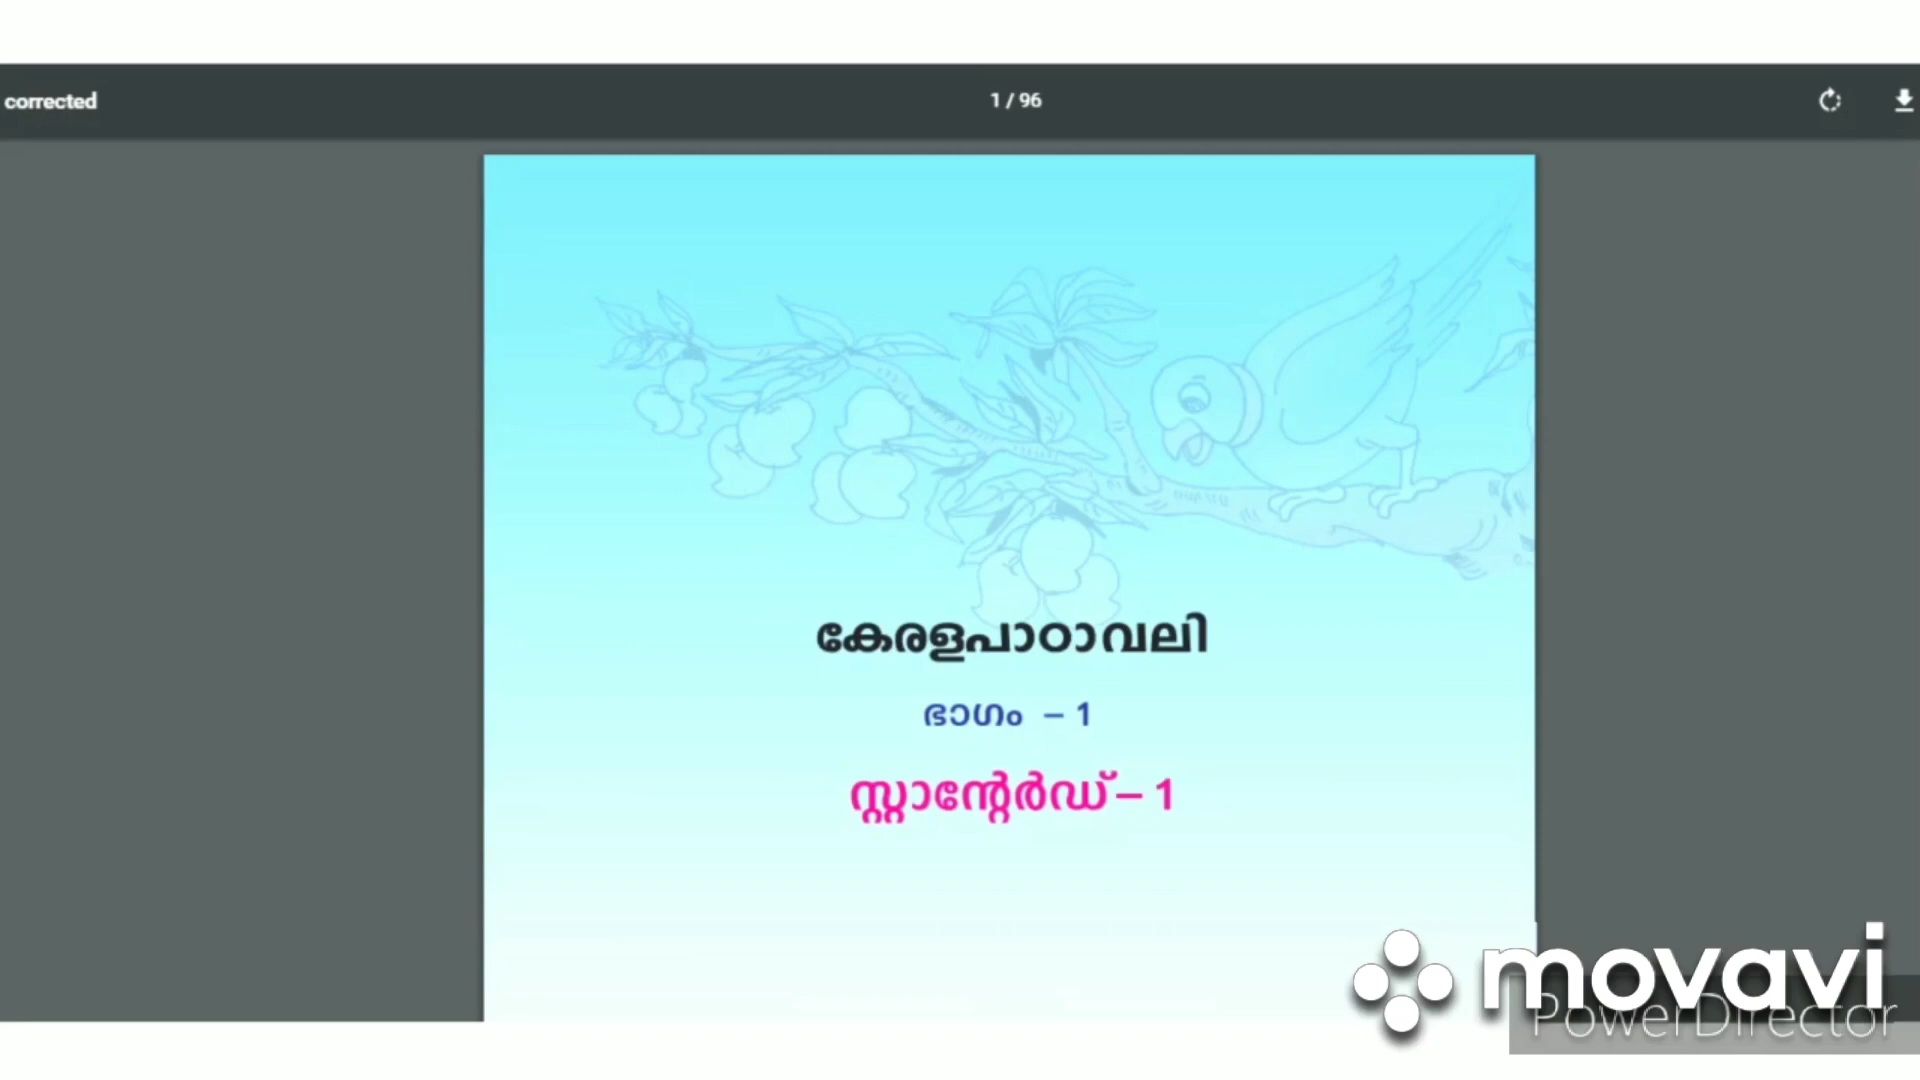 corrected
1 / 96
കേരളപാഠാവലി
ഭാഗം – 1
സ്റ്റാന്റേർഡ് – 1
movavi
PowerDirector